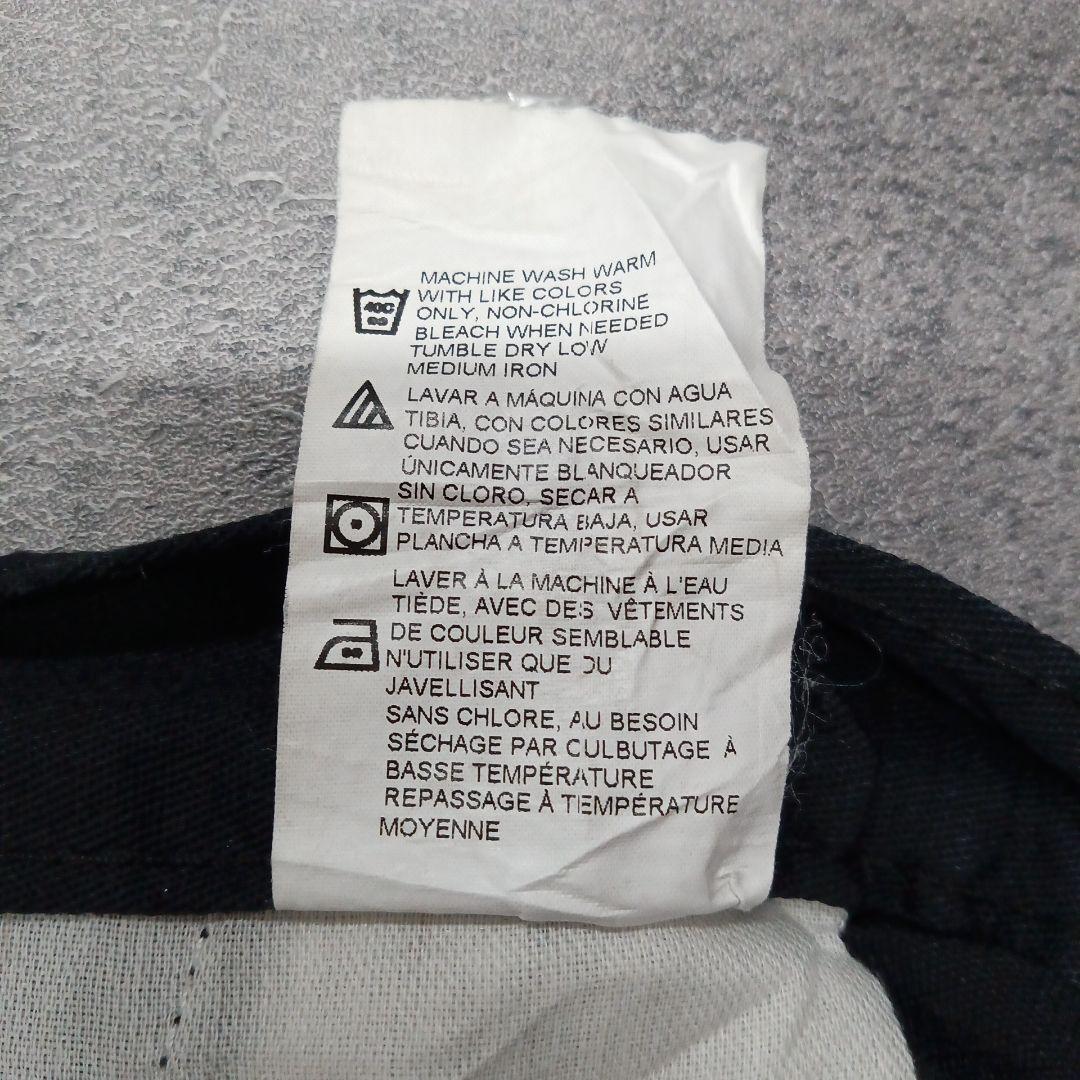 MACHINE WASH WARM
WITH LIKE COLORS
ONLY, NON-CHLORINE
BLEACH WHEN NEEDED
TUMBLE DRY LOW
MEDIUM IRON
40C
LAVAR A MÁQUINA CON AGUA
TIBIA, CON COLORES SIMILARES
CUANDO SEA NECESARIO, USAR
ÚNICAMENTE BLANQUEADOR
SIN CLORO, SECAR A
TEMPERATURA BAJA, USAR
PLANCHA A TEMPERATURA MEDIA
LAVER À LA MACHINE À L'EAU
TIÈDE, AVEC DES VÊTEMENTS
DE COULEUR SEMBLABLE
N'UTILISER QUE DU
JAVELLISANT
SANS CHLORE, AU BESOIN
SÉCHAGE PAR CULBUTAGE À
BASSE TEMPÉRATURE
REPASSAGE À TEMPÉRATURE
MOYENNE